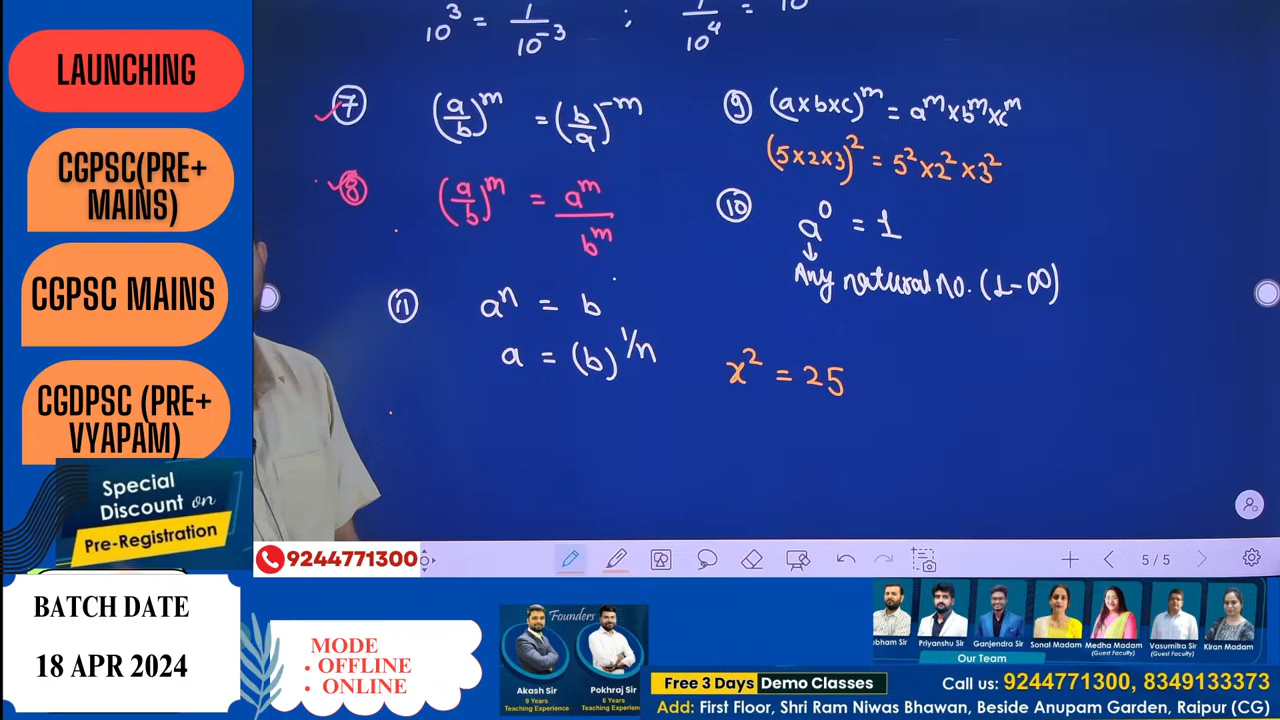 LAUNCHING
CGPSC(PRE+
MAINS)
CGPSC MAINS
CGDPSC (PRE+
VYAPAM)
Special
Discount on
Pre-Registration
BATCH DATE
18 APR 2024
10³ = 1/10⁻³ ; 1/10⁴ = 10
7 (a/b)^m = (b/a)^-m
8 (a/b)^m = a^m/b^m
11 a^n = b
a = (b)^1/n
9 (a×b×c)^m = a^m×b^m×c^m
(5×2×3)² = 5²×2²×3²
10 a⁰ = 1
↓
Any natural no. (1-∞)
x² = 25
9244771300
5/5
MODE
• OFFLINE
• ONLINE
Founders
Akash Sir
9 Years
Teaching Experience
Pokhraj Sir
6 Years
Teaching Experience
ubham Sir
Priyanshu Sir
Ganjendra Sir
Sonal Madam
Medha Madam
(Guest Faculty)
Vasumitra Sir
(Guest Faculty)
Kiran Madam
Our Team
Free 3 Days Demo Classes
Call us: 9244771300, 8349133373
Add: First Floor, Shri Ram Niwas Bhawan, Beside Anupam Garden, Raipur (CG)